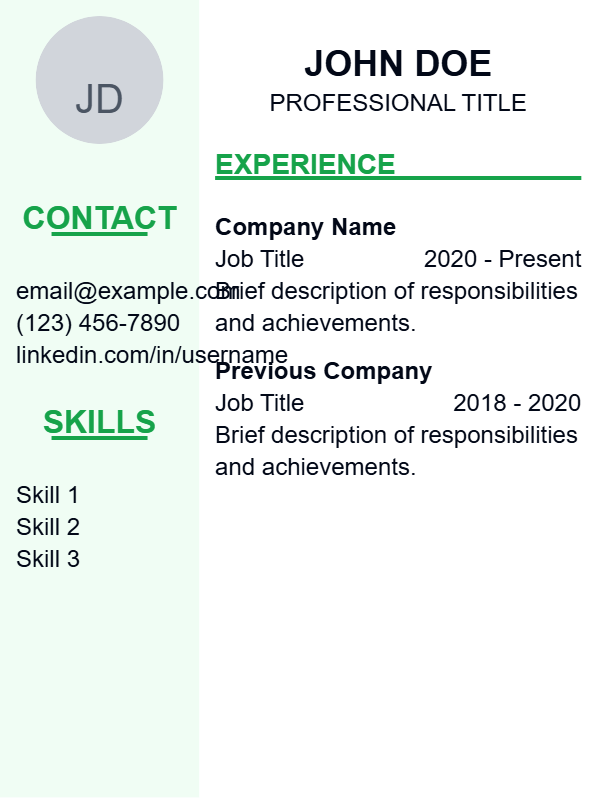 JD
CONTACT
email@example.com
(123) 456-7890
linkedin.com/in/username
SKILLS
Skill 1
Skill 2
Skill 3
JOHN DOE
PROFESSIONAL TITLE
EXPERIENCE
Company Name
Job Title 2020 - Present
Brief description of responsibilities
and achievements.
Previous Company
Job Title 2018 - 2020
Brief description of responsibilities
and achievements.